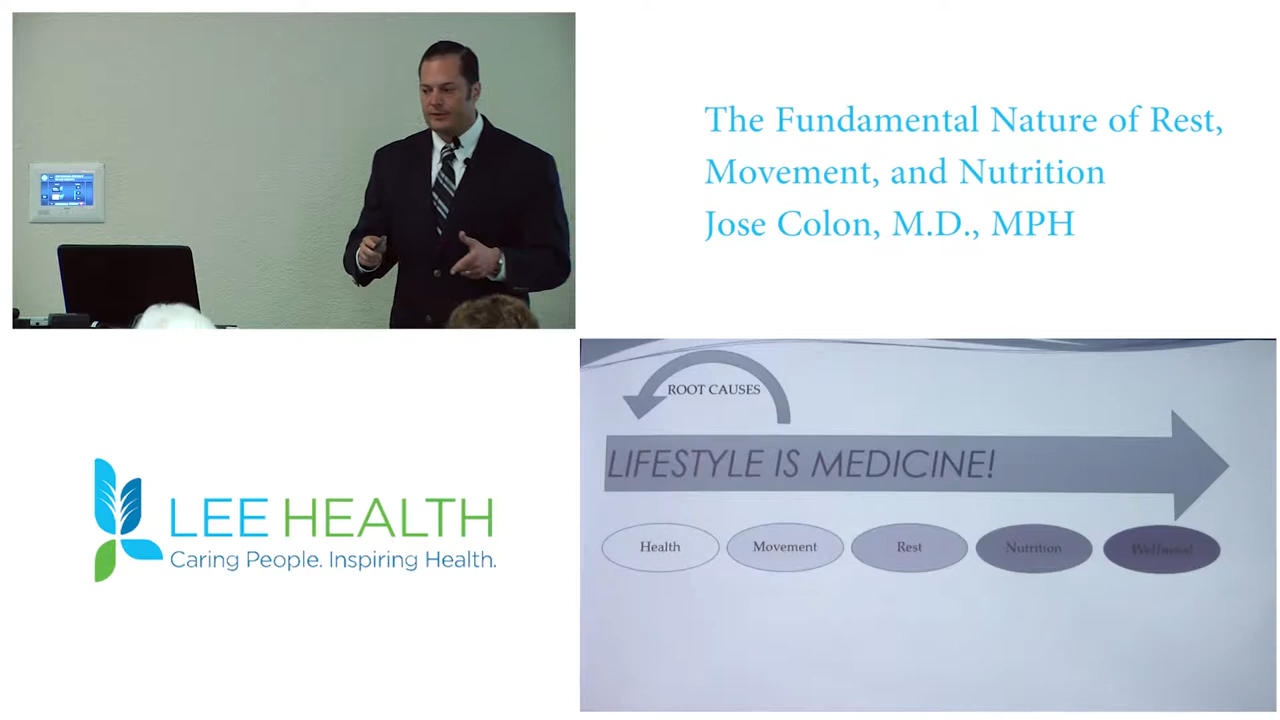 The Fundamental Nature of Rest,
Movement, and Nutrition
Jose Colon, M.D., MPH
ROOT CAUSES
LIFESTYLE IS MEDICINE!
Health
Movement
Rest
Nutrition
Wellness!
LEE HEALTH
Caring People. Inspiring Health.